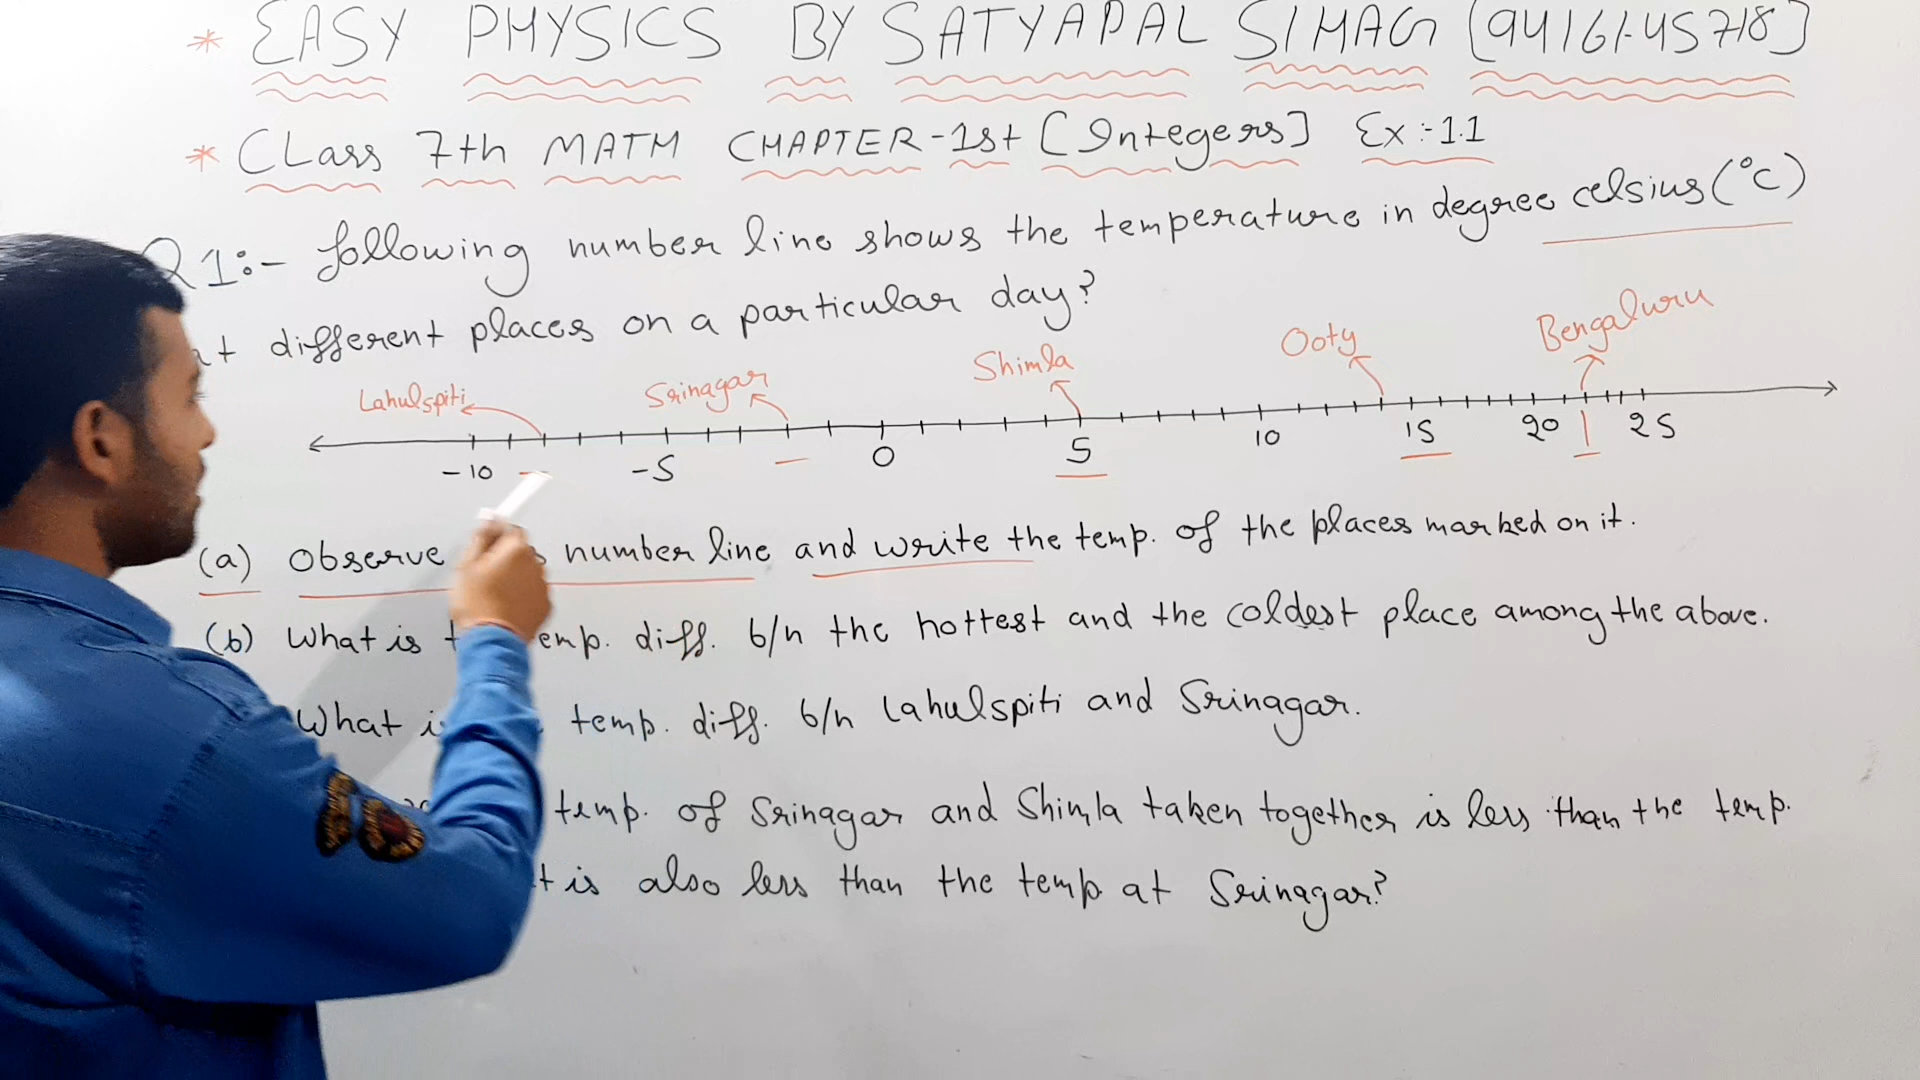 * EASY PHYSICS BY SATYAPAL SIMAG [94161-45718]
* CLass 7th MATH CHAPTER-1st [Integers] Ex:-1.1
Q1:- following number line shows the temperature in degree celsius (°C)
at different places on a particular day?
Lahulspiti Srinagar Shimla Ooty Bengaluru
-10 -5 0 5 10 15 20 25
(a) Observe number line and write the temp. of the places marked on it.
(b) What is temp. diff. b/n the hottest and the coldest place among the above.
What temp. diff. b/n Lahulspiti and Srinagar.
temp. of Srinagar and Shimla taken together is less than the temp.
is also less than the temp at Srinagar?